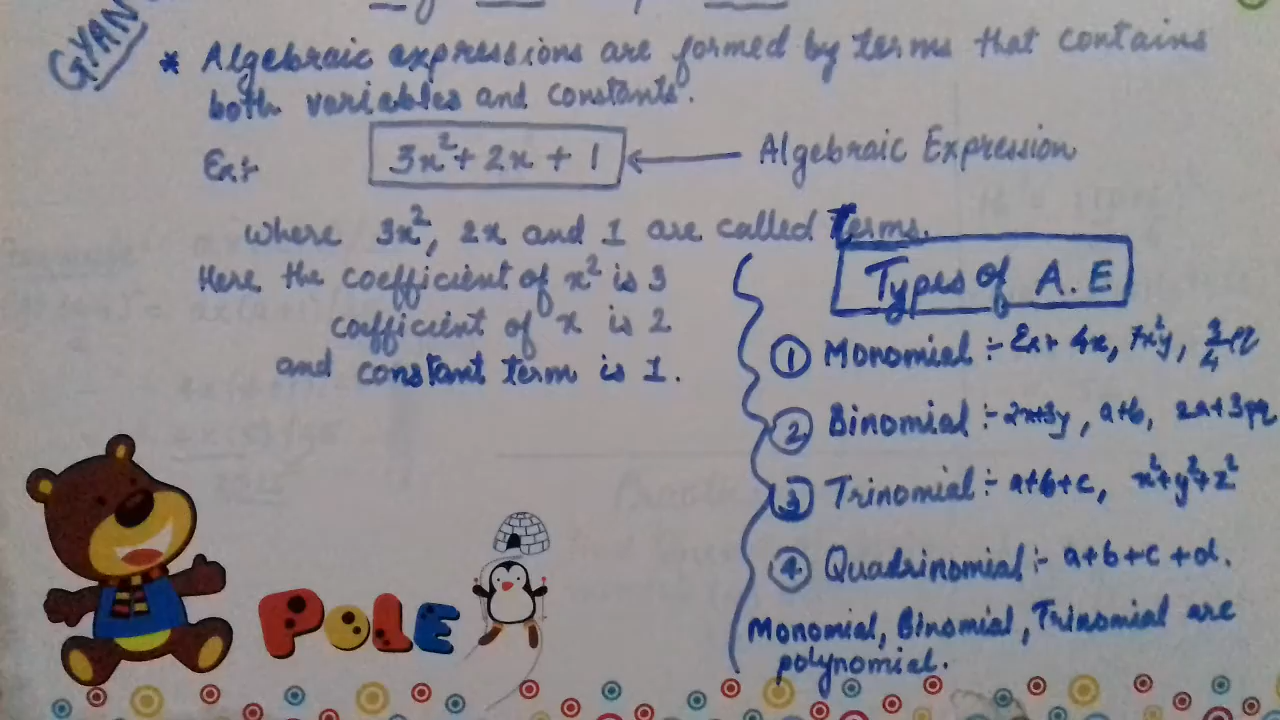 GYAN
* Algebraic expressions are formed by terms that contains
both variables and constants.
Ex:-
3x² + 2x + 1
Algebraic Expression
where 3x², 2x and 1 are called Terms.
Here the coefficient of x² is 3
coefficient of x is 2
and constant term is 1.
Types of A.E
① Monomial :- Ex:- 4x, 7x²y, 3/4 pq
② Binomial :- 2x+3y, a+b, 2a+3pq
③ Trinomial :- a+b+c, x²+y²+z²
④ Quadrinomial :- a+b+c+d.
Monomial, Binomial, Trinomial are
polynomial.
POLE